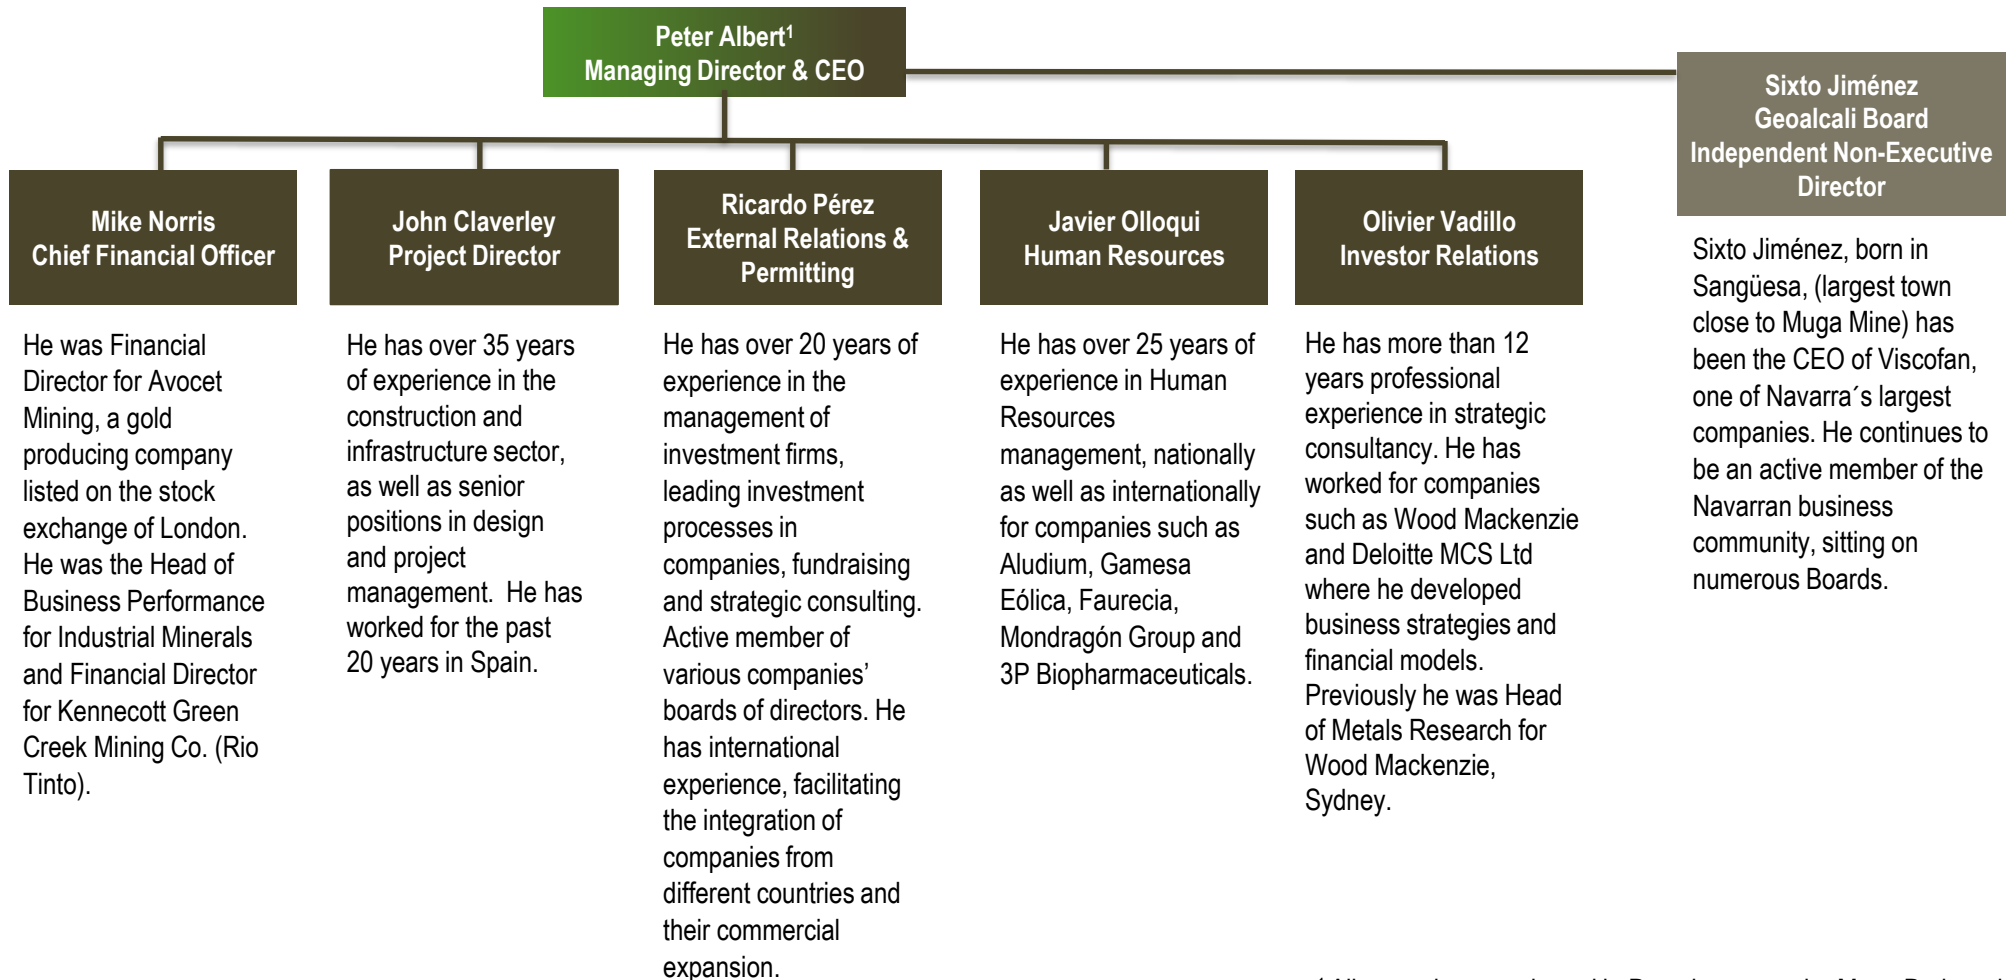 Peter Albert¹
Managing Director & CEO
Sixto Jiménez
Geoalcali Board
Independent Non-Executive
Director
Mike Norris
Chief Financial Officer
John Claverley
Project Director
Ricardo Pérez
External Relations &
Permitting
Javier Olloqui
Human Resources
Olivier Vadillo
Investor Relations
He was Financial
Director for Avocet
Mining, a gold
producing company
listed on the stock
exchange of London.
He was the Head of
Business Performance
for Industrial Minerals
and Financial Director
for Kennecott Green
Creek Mining Co. (Rio
Tinto).
He has over 35 years
of experience in the
construction and
infrastructure sector,
as well as senior
positions in design
and project
management.  He has
worked for the past
20 years in Spain.
He has over 20 years of
experience in the
management of
investment firms,
leading investment
processes in
companies, fundraising
and strategic consulting.
Active member of
various companies’
boards of directors. He
has international
experience, facilitating
the integration of
companies from
different countries and
their commercial
expansion.
He has over 25 years of
experience in Human
Resources
management, nationally
as well as internationally
for companies such as
Aludium, Gamesa
Eólica, Faurecia,
Mondragón Group and
3P Biopharmaceuticals.
He has more than 12
years professional
experience in strategic
consultancy. He has
worked for companies
such as Wood Mackenzie
and Deloitte MCS Ltd
where he developed
business strategies and
financial models.
Previously he was Head
of Metals Research for
Wood Mackenzie,
Sydney.
Sixto Jiménez, born in
Sangüesa, (largest town
close to Muga Mine) has
been the CEO of Viscofan,
one of Navarra´s largest
companies. He continues to
be an active member of the
Navarran business
community, sitting on
numerous Boards.